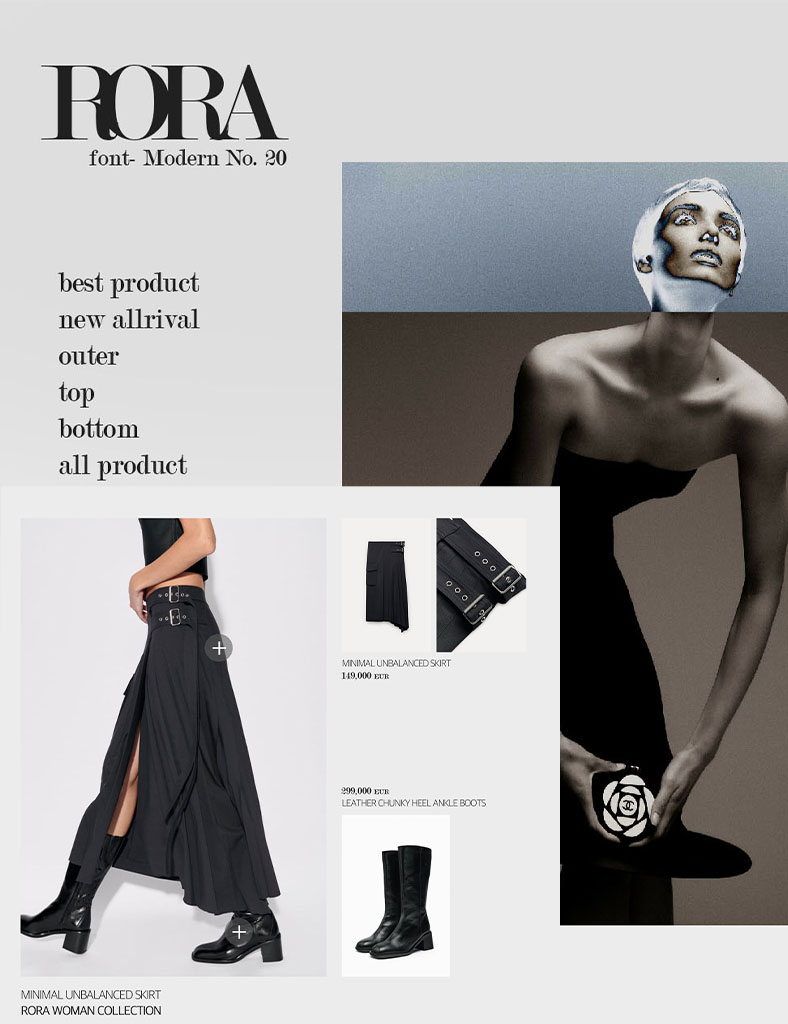 RORA
font- Modern No. 20
best product
new allrival
outer
top
bottom
all product
MINIMAL UNBALANCED SKIRT
149,000 EUR
299,000 EUR
LEATHER CHUNKY HEEL ANKLE BOOTS
MINIMAL UNBALANCED SKIRT
RORA WOMAN COLLECTION